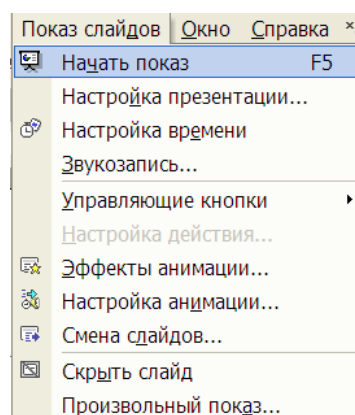 Показ слайдов Окно Справка ×
Начать показ F5
Настройка презентации...
Настройка времени
Звукозапись...
Управляющие кнопки
Настройка действия...
Эффекты анимации...
Настройка анимации...
Смена слайдов...
Скрыть слайд
Произвольный показ...